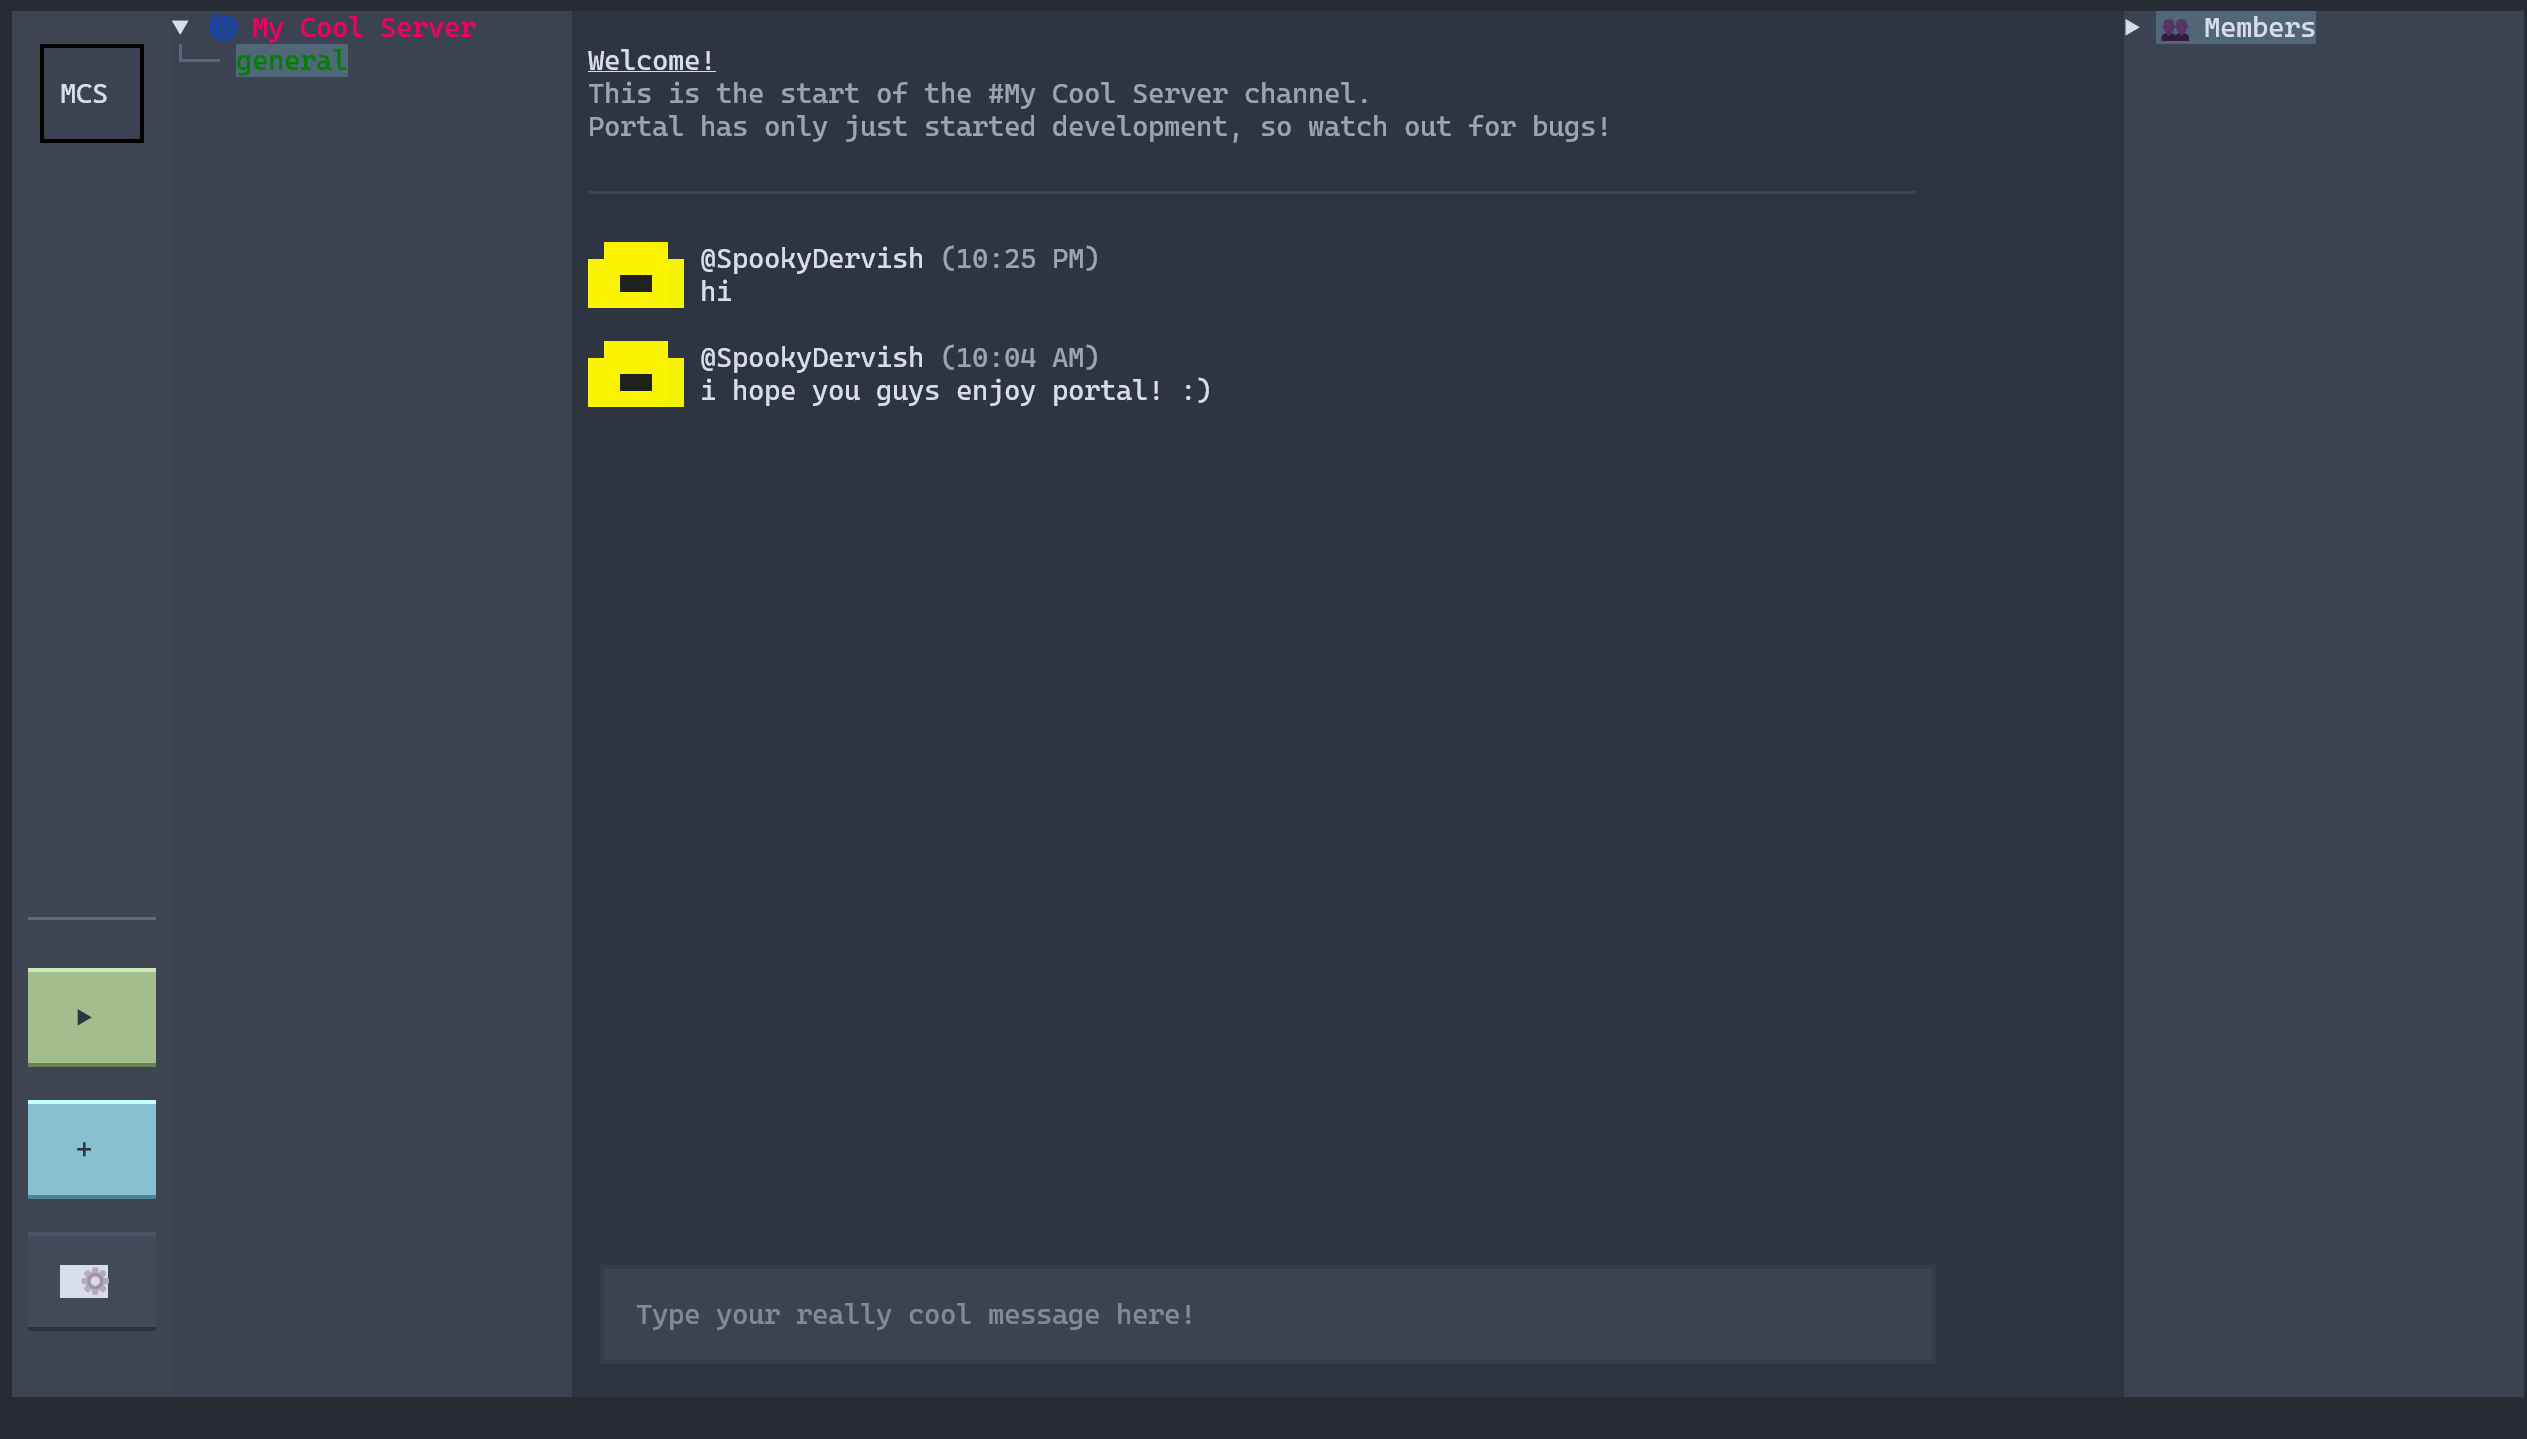 MCS
▼ 🌀 My Cool Server
general
Welcome!
This is the start of the #My Cool Server channel.
Portal has only just started development, so watch out for bugs!
@SpookyDervish (10:25 PM)
hi
@SpookyDervish (10:04 AM)
i hope you guys enjoy portal! :)
Type your really cool message here!
▶ 👥 Members
▶
+